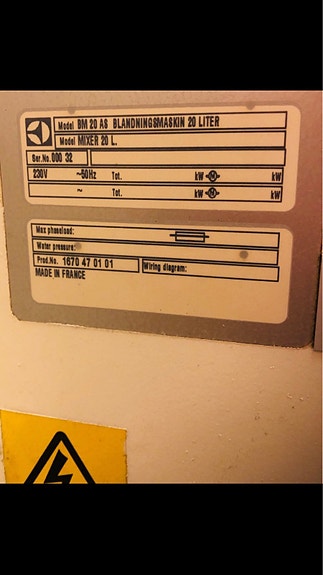 Model BM 20 AS BLANDNINGSMASKIN 20 LITER
Model MIXER 20 L.
Ser.No. 000 32
230V ~50Hz Tot. kW M kW
~ Tot. kW M kW
Max phaseload:
Water pressure:
Prod.No. 1670 47 01 01 Wiring diagram:
MADE IN FRANCE